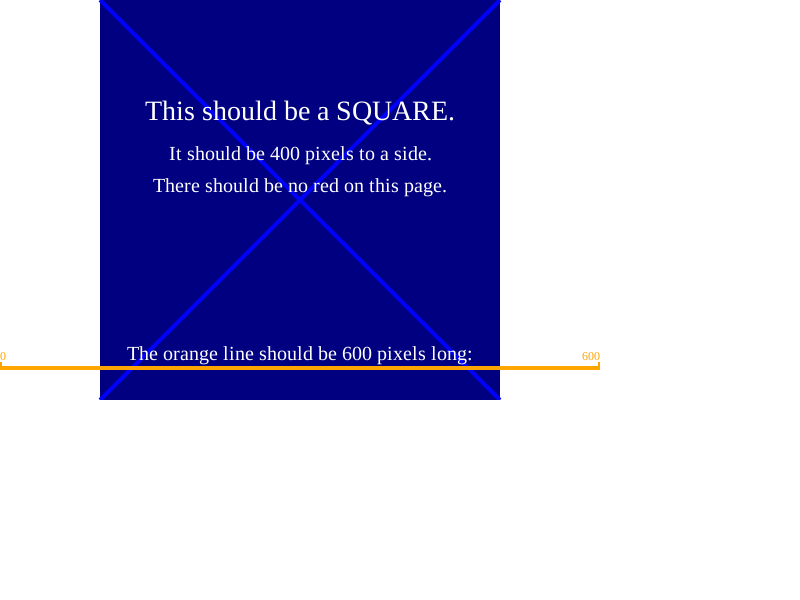 This should be a SQUARE.
It should be 400 pixels to a side.
There should be no red on this page.
The orange line should be 600 pixels long:
0 600